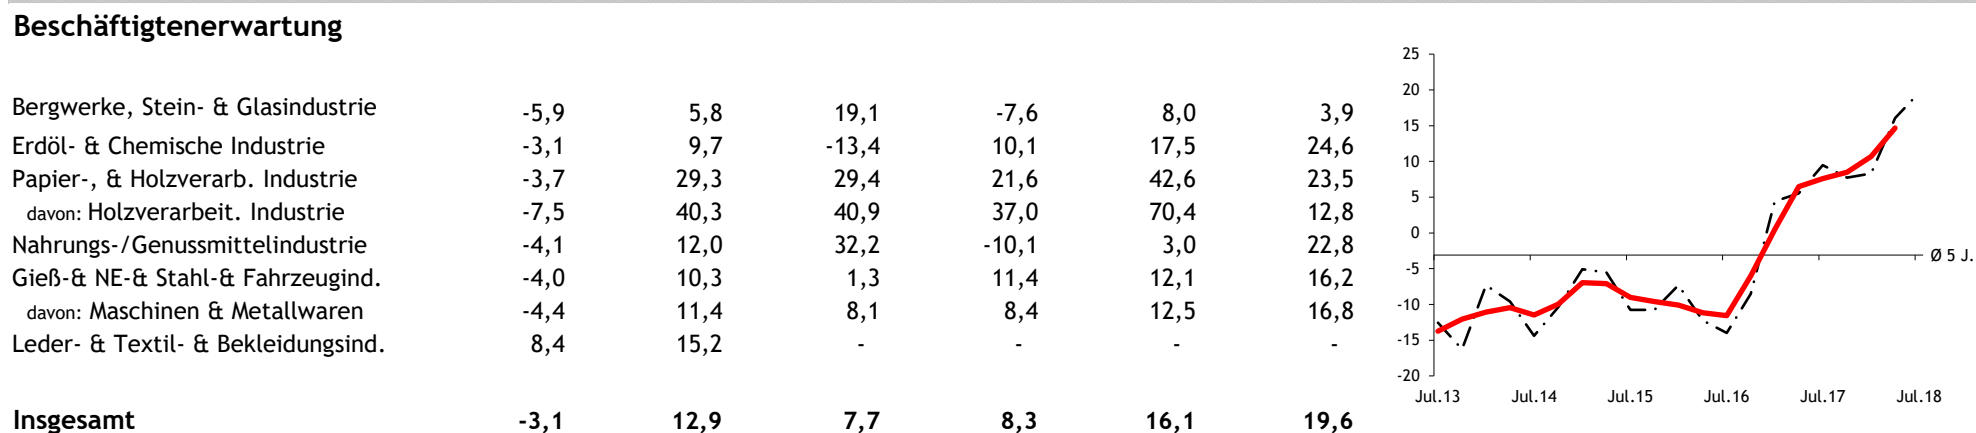 Beschäftigtenerwartung
Bergwerke, Stein- & Glasindustrie -5,9 5,8 19,1 -7,6 8,0 3,9
Erdöl- & Chemische Industrie -3,1 9,7 -13,4 10,1 17,5 24,6
Papier-, & Holzverarb. Industrie -3,7 29,3 29,4 21,6 42,6 23,5
davon: Holzverarbeit. Industrie -7,5 40,3 40,9 37,0 70,4 12,8
Nahrungs-/Genussmittelindustrie -4,1 12,0 32,2 -10,1 3,0 22,8
Gieß-& NE-& Stahl-& Fahrzeugind. -4,0 10,3 1,3 11,4 12,1 16,2
davon: Maschinen & Metallwaren -4,4 11,4 8,1 8,4 12,5 16,8
Leder- & Textil- & Bekleidungsind. 8,4 15,2 - - - -
Insgesamt -3,1 12,9 7,7 8,3 16,1 19,6
25
20
15
10
5
0
-5
-10
-15
-20
Ø 5 J.
Jul.13 Jul.14 Jul.15 Jul.16 Jul.17 Jul.18